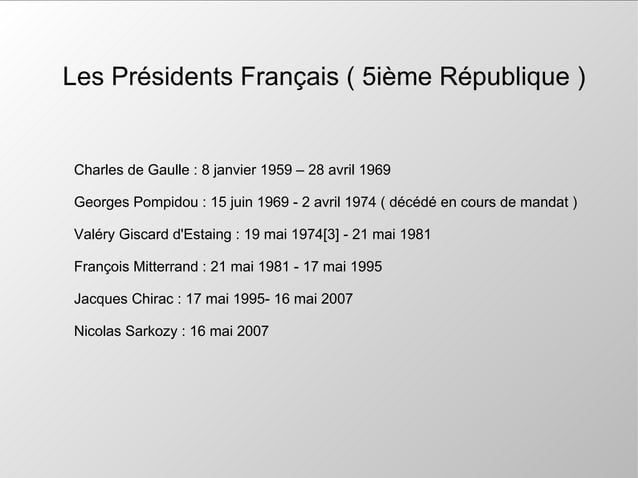 Les Présidents Français ( 5ième République )
Charles de Gaulle : 8 janvier 1959 – 28 avril 1969
Georges Pompidou : 15 juin 1969 - 2 avril 1974 ( décédé en cours de mandat )
Valéry Giscard d'Estaing : 19 mai 1974[3] - 21 mai 1981
François Mitterrand : 21 mai 1981 - 17 mai 1995
Jacques Chirac : 17 mai 1995- 16 mai 2007
Nicolas Sarkozy : 16 mai 2007